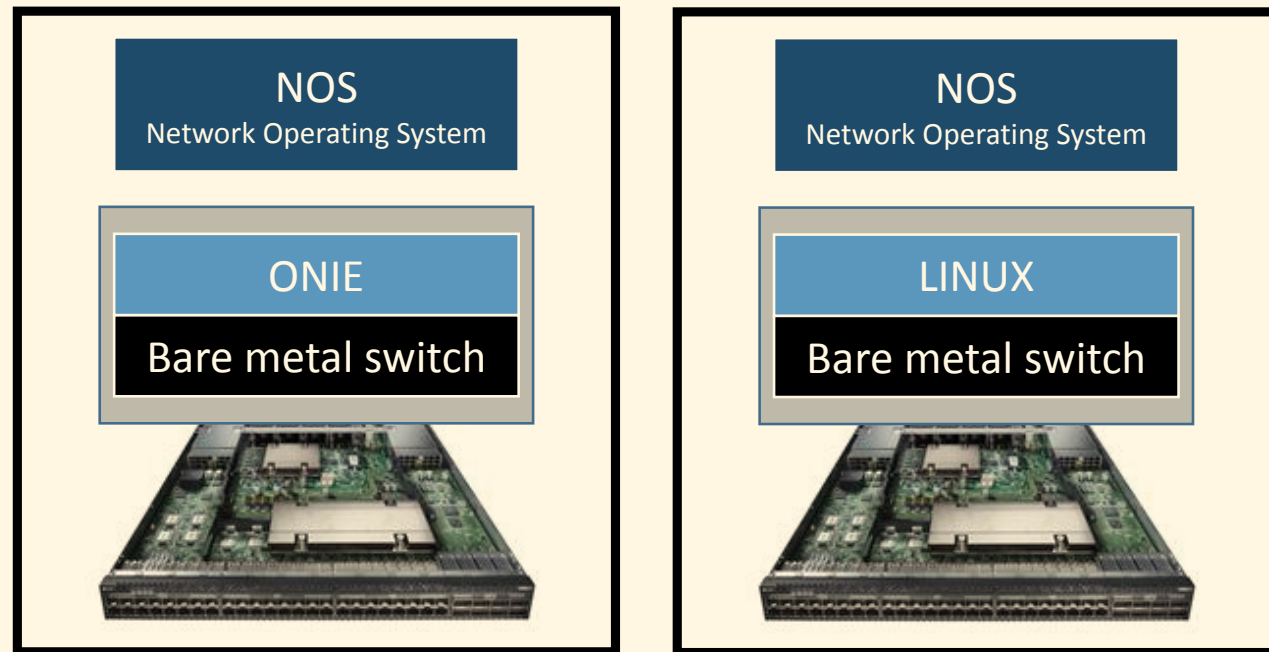 NOS
Network Operating System
ONIE
Bare metal switch
NOS
Network Operating System
LINUX
Bare metal switch